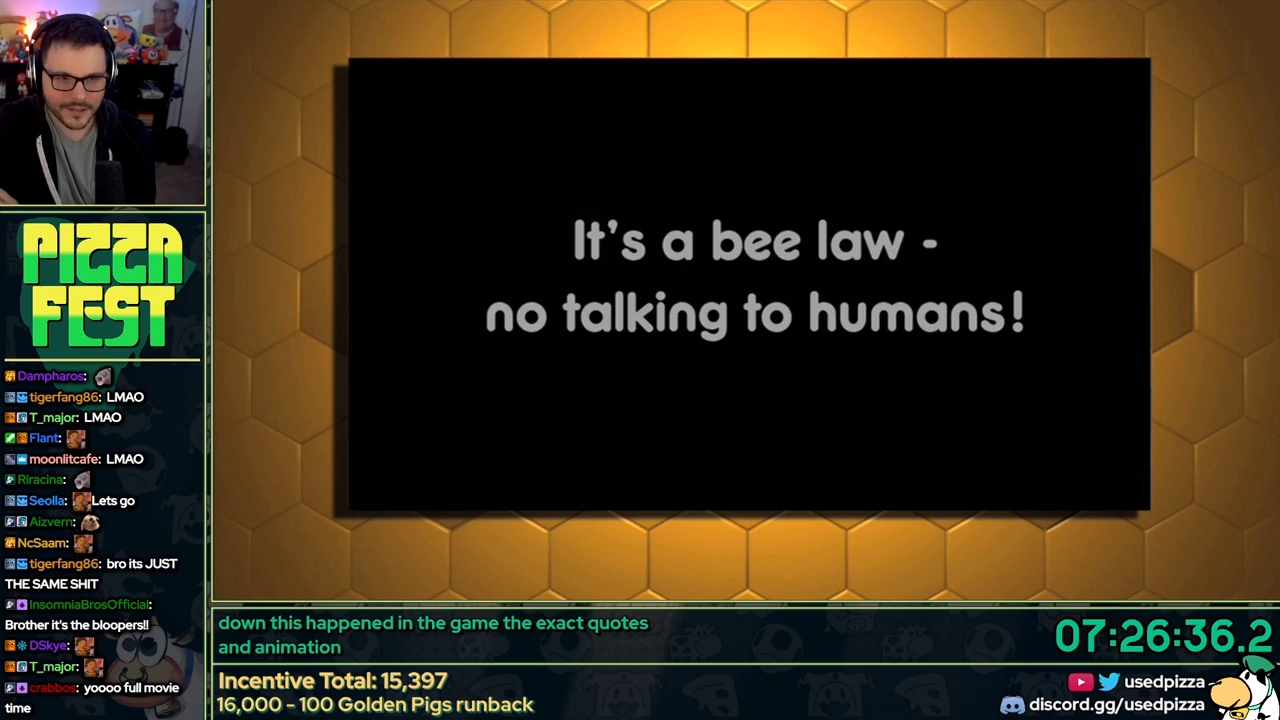 It's a bee law -
no talking to humans!
PIZZA
FEST
Dampharos:
tigerfang86: LMAO
T_major: LMAO
Flant:
moonlitcafe: LMAO
Riracina:
Seolla: Lets go
Aizvern:
NcSaam:
tigerfang86: bro its JUST
THE SAME SHIT
InsomniaBrosOfficial:
Brother it's the bloopers!!
DSkye:
T_major:
crabbos: yoooo full movie
time
down this happened in the game the exact quotes
and animation
07:26:36.2
Incentive Total: 15,397
16,000 - 100 Golden Pigs runback
usedpizza
discord.gg/usedpizza